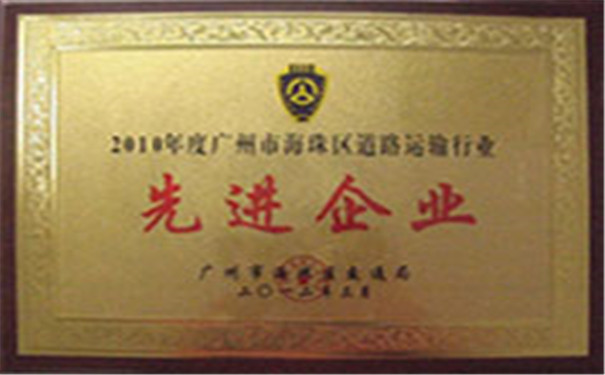 2010年度广州市海珠区道路运输行业
先进企业
广州市海珠区交通局
二〇一二年三月